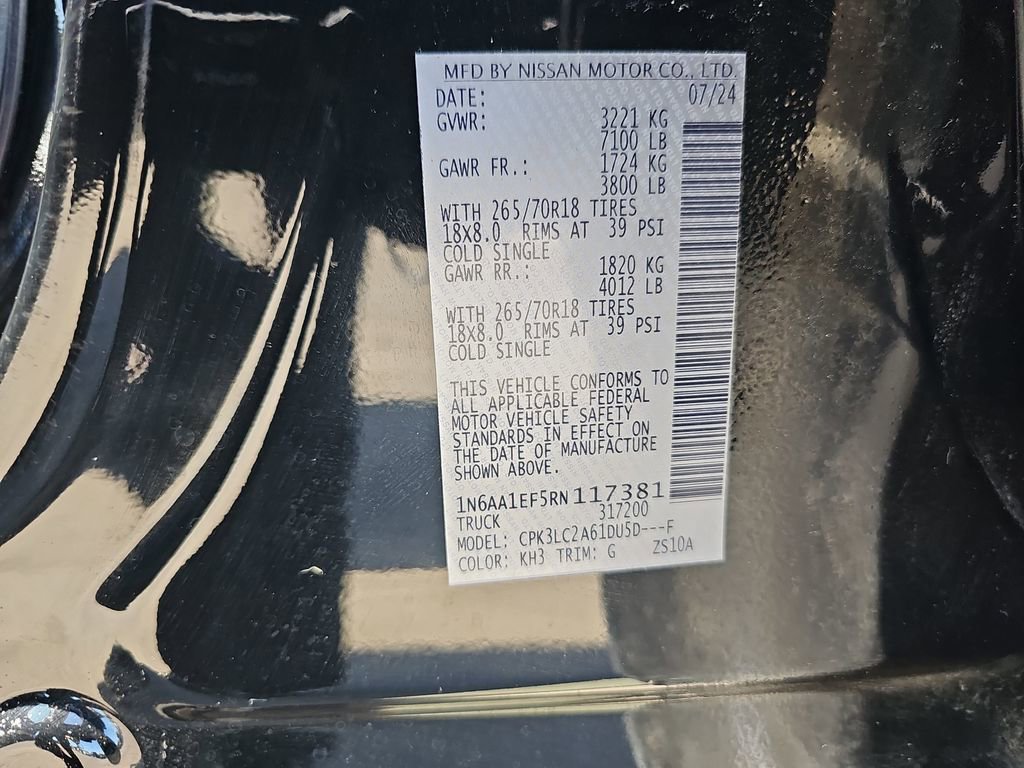 MFD BY NISSAN MOTOR CO., LTD.
DATE: 07/24
GVWR: 3221 KG
7100 LB
GAWR FR.: 1724 KG
3800 LB
WITH 265/70R18 TIRES
18X8.0 RIMS AT 39 PSI
COLD SINGLE
GAWR RR.: 1820 KG
4012 LB
WITH 265/70R18 TIRES
18X8.0 RIMS AT 39 PSI
COLD SINGLE
THIS VEHICLE CONFORMS TO
ALL APPLICABLE FEDERAL
MOTOR VEHICLE SAFETY
STANDARDS IN EFFECT ON
THE DATE OF MANUFACTURE
SHOWN ABOVE.
1N6AA1EF5RN117381
TRUCK 317200
MODEL: CPK3LC2A61DU5D---F
COLOR: KH3 TRIM: G ZS10A